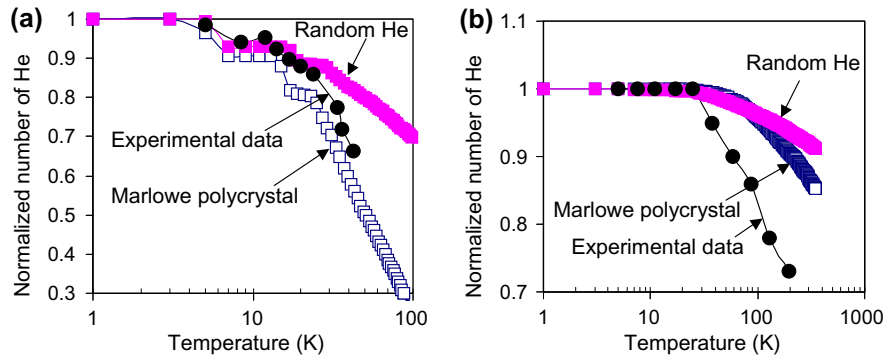 (a)
Normalized number of He
1
0.9
0.8
0.7
0.6
0.5
0.4
0.3
Random He
Experimental data
Marlowe polycrystal
1
10
100
Temperature (K)
(b)
Normalized number of He
1.1
1
0.9
0.8
0.7
Random He
Marlowe polycrystal
Experimental data
1
10
100
1000
Temperature (K)